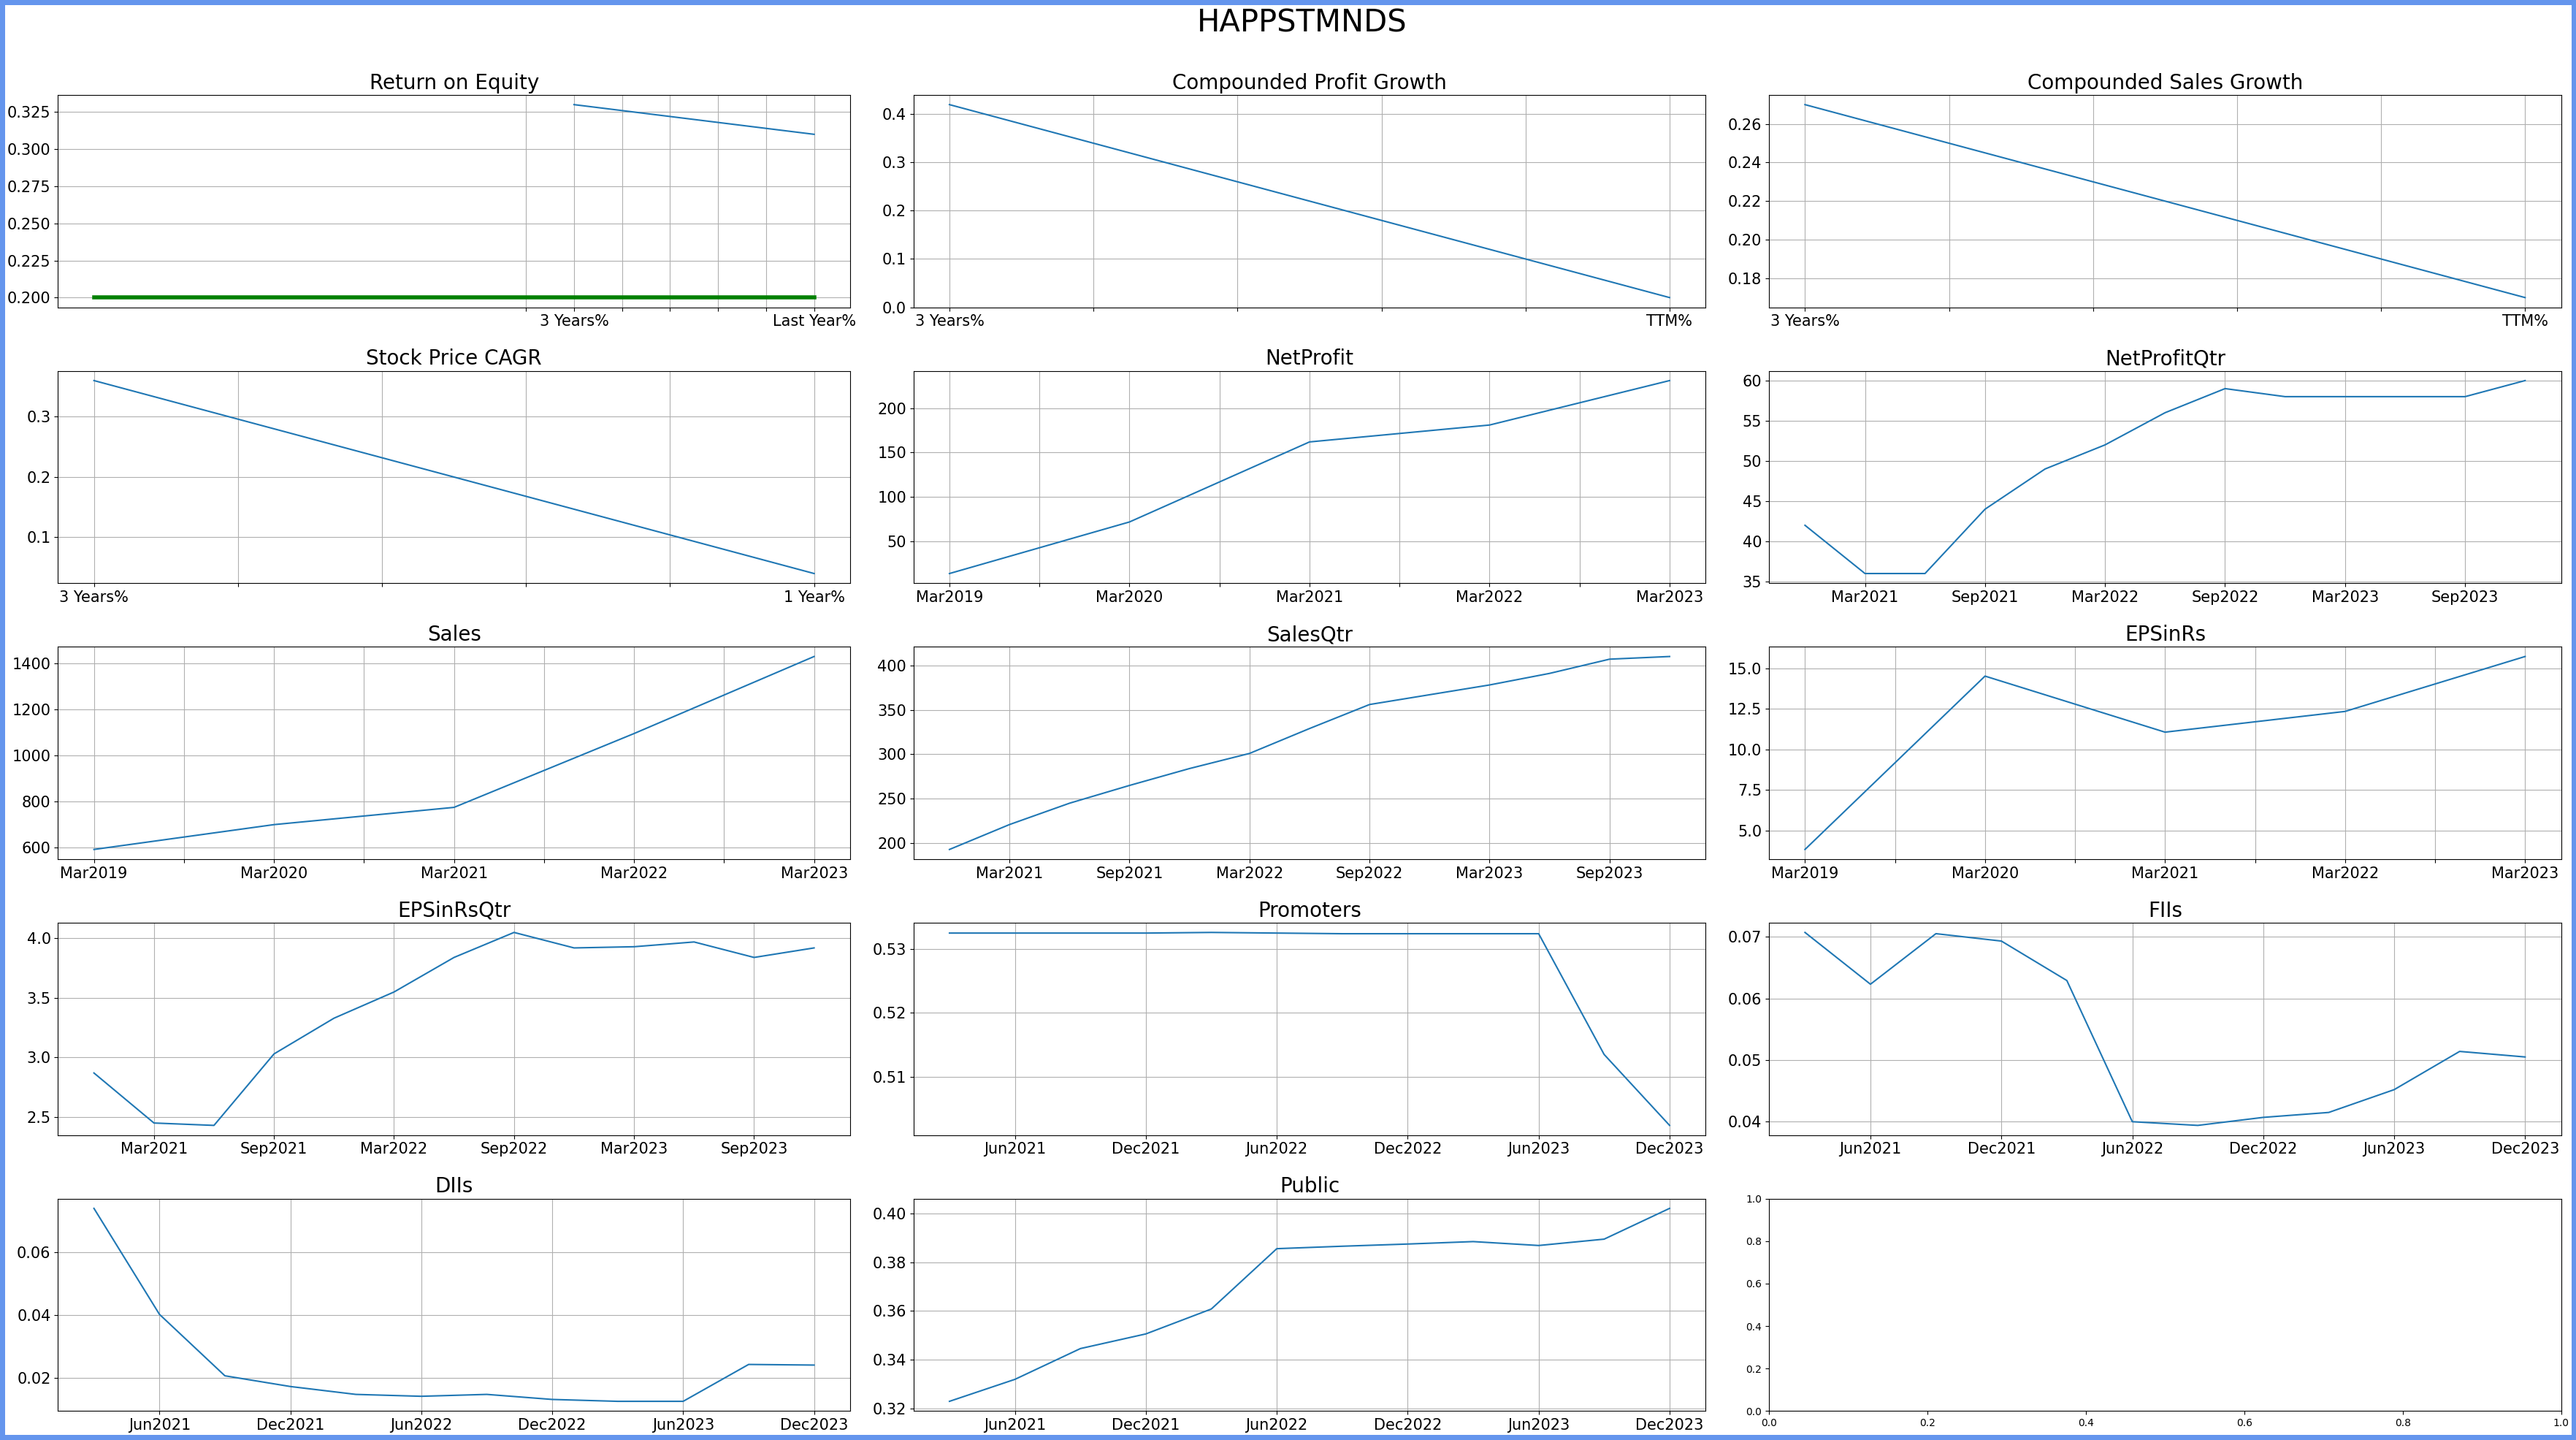 HAPPSTMNDS
Return on Equity
0.325
0.300
0.275
0.250
0.225
0.200
3 Years% Last Year%
Compounded Profit Growth
0.4
0.3
0.2
0.1
0.0
3 Years% TTM%
Compounded Sales Growth
0.26
0.24
0.22
0.20
0.18
3 Years% TTM%
Stock Price CAGR
0.3
0.2
0.1
3 Years% 1 Year%
NetProfit
200
150
100
50
Mar2019 Mar2020 Mar2021 Mar2022 Mar2023
NetProfitQtr
60
55
50
45
40
35
Mar2021 Sep2021 Mar2022 Sep2022 Mar2023 Sep2023
Sales
1400
1200
1000
800
600
Mar2019 Mar2020 Mar2021 Mar2022 Mar2023
SalesQtr
400
350
300
250
200
Mar2021 Sep2021 Mar2022 Sep2022 Mar2023 Sep2023
EPSinRs
15.0
12.5
10.0
7.5
5.0
Mar2019 Mar2020 Mar2021 Mar2022 Mar2023
EPSinRsQtr
4.0
3.5
3.0
2.5
Mar2021 Sep2021 Mar2022 Sep2022 Mar2023 Sep2023
Promoters
0.53
0.52
0.51
Jun2021 Dec2021 Jun2022 Dec2022 Jun2023 Dec2023
FIIs
0.07
0.06
0.05
0.04
Jun2021 Dec2021 Jun2022 Dec2022 Jun2023 Dec2023
DIIs
0.06
0.04
0.02
Jun2021 Dec2021 Jun2022 Dec2022 Jun2023 Dec2023
Public
0.40
0.38
0.36
0.34
0.32
Jun2021 Dec2021 Jun2022 Dec2022 Jun2023 Dec2023
1.0
0.8
0.6
0.4
0.2
0.0
0.0 0.2 0.4 0.6 0.8 1.0